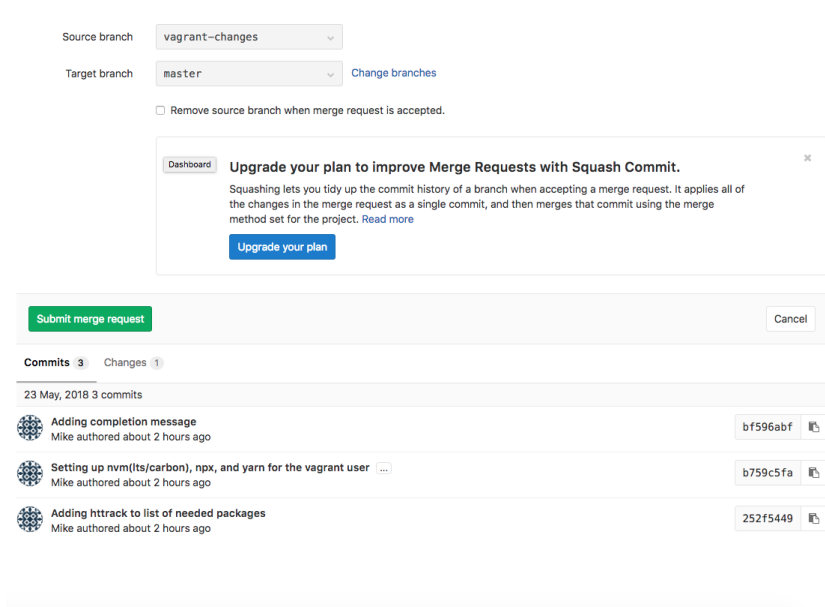 Source branch vagrant-changes
Target branch master Change branches
Remove source branch when merge request is accepted.
Dashboard
Upgrade your plan to improve Merge Requests with Squash Commit.
Squashing lets you tidy up the commit history of a branch when accepting a merge request. It applies all of
the changes in the merge request as a single commit, and then merges that commit using the merge
method set for the project. Read more
Upgrade your plan
Submit merge request Cancel
Commits 3 Changes 1
23 May, 2018 3 commits
Adding completion message
Mike authored about 2 hours ago
bf596abf
Setting up nvm(lts/carbon), npx, and yarn for the vagrant user ...
Mike authored about 2 hours ago
b759c5fa
Adding httrack to list of needed packages
Mike authored about 2 hours ago
252f5449